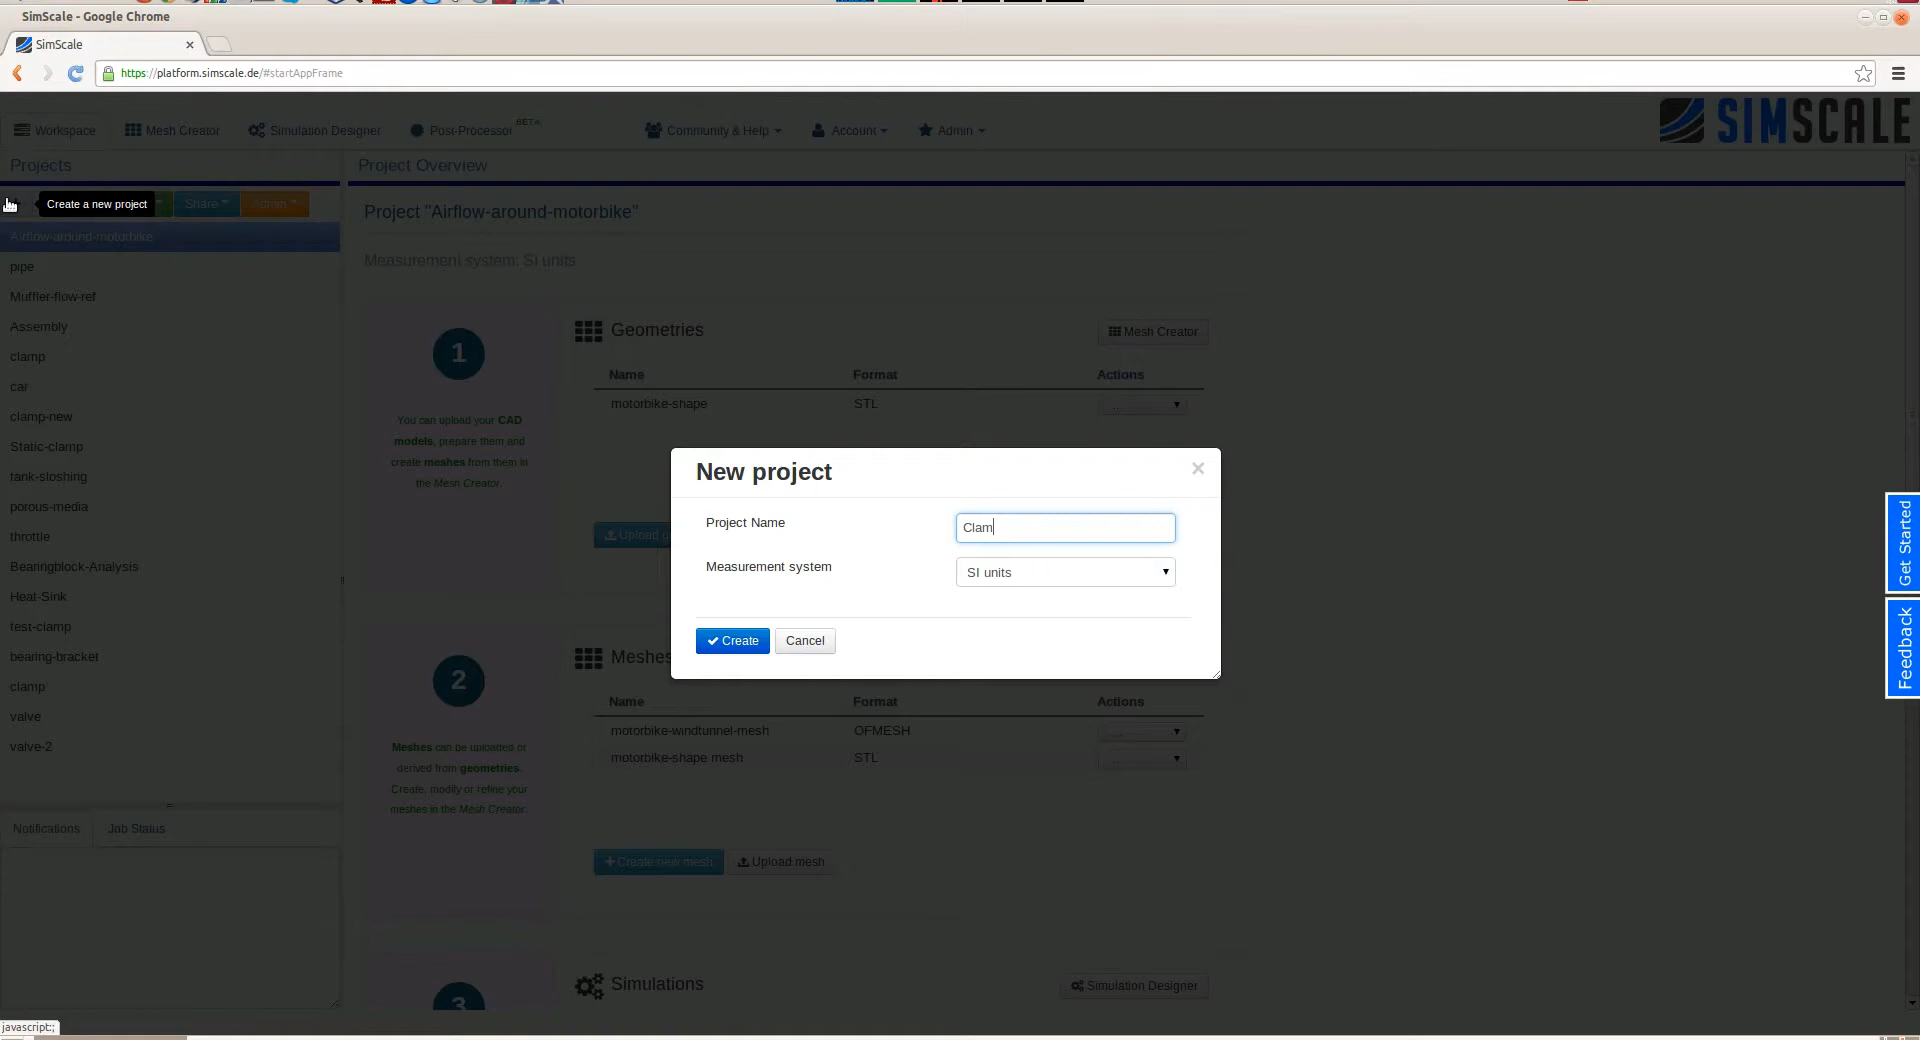 SimScale - Google Chrome
SimScale
https://platform.simscale.de/#startAppFrame
Workspace
Mesh Creator
Simulation Designer
Post-Processor BETA
Community & Help
Account
Admin
SIMSCALE
Projects
Project Overview
Create a new project
Share
Admin
Project "Airflow-around-motorbike"
Airflow-around-motorbike
Measurement system: SI units
pipe
Muffler-flow-ref
Assembly
clamp
car
clamp-new
Static-clamp
tank-sloshing
porous-media
throttle
Bearingblock-Analysis
Heat-Sink
test-clamp
bearing-bracket
clamp
valve
valve-2
1
You can upload your CAD
models, prepare them and
create meshes from them in
the Mesh Creator.
Geometries
Mesh Creator
Name Format Actions
motorbike-shape STL ...
Upload
New project
×
Project Name
Clam
Measurement system
SI units
Create
Cancel
2
Meshes can be uploaded or
derived from geometries.
Create, modify or refine your
meshes in the Mesh Creator.
Meshes
Name Format Actions
motorbike-windtunnel-mesh OFMESH ...
motorbike-shape mesh STL ...
Create new mesh
Upload mesh
3
Simulations
Simulation Designer
Notifications
Job Status
Get Started
Feedback
javascript:;